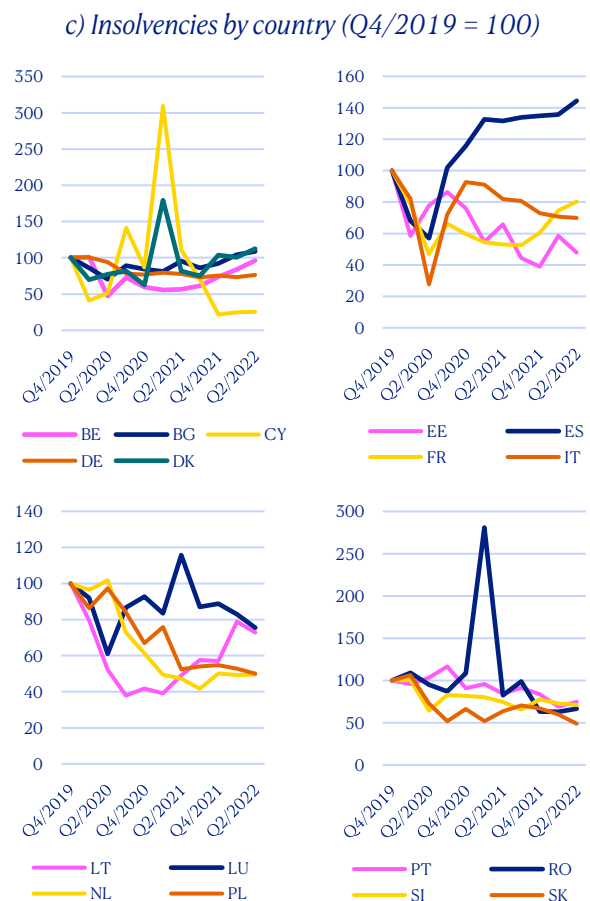 c) Insolvencies by country (Q4/2019 = 100)
350
300
250
200
150
100
50
0
Q4/2019
Q2/2020
Q4/2020
Q2/2021
Q4/2021
Q2/2022
BE BG CY
DE DK
160
140
120
100
80
60
40
20
0
Q4/2019
Q2/2020
Q4/2020
Q2/2021
Q4/2021
Q2/2022
EE ES
FR IT
140
120
100
80
60
40
20
0
Q4/2019
Q2/2020
Q4/2020
Q2/2021
Q4/2021
Q2/2022
LT LU
NL PL
300
250
200
150
100
50
0
Q4/2019
Q2/2020
Q4/2020
Q2/2021
Q4/2021
Q2/2022
PT RO
SI SK